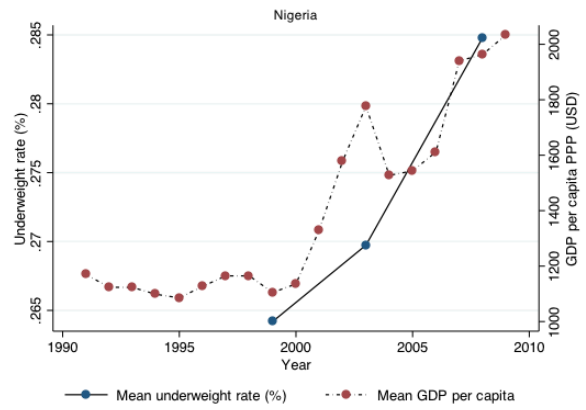 Nigeria
Underweight rate (%)
.285
.28
.275
.27
.265
2000
1800
1600
1400
1200
1000
GDP per capita PPP (USD)
1990 1995 2000 2005 2010
Year
Mean underweight rate (%) Mean GDP per capita